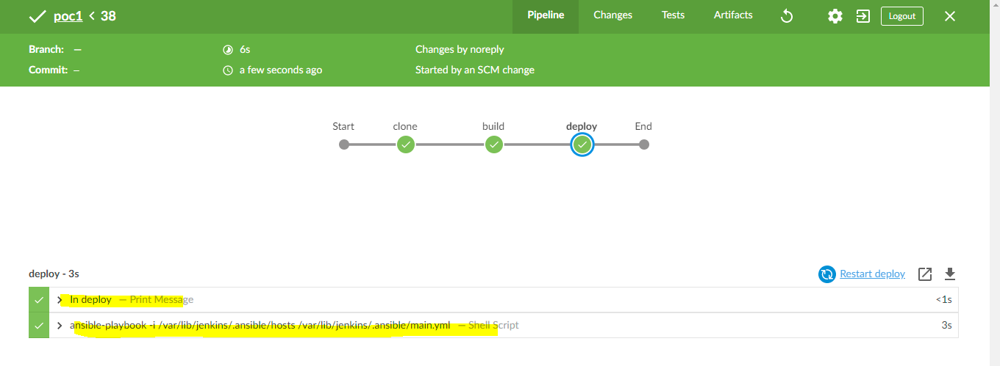 poc1 < 38 Pipeline Changes Tests Artifacts Logout
Branch: — 6s Changes by noreply
Commit: — a few seconds ago Started by an SCM change
Start clone build deploy End
deploy - 3s Restart deploy
In deploy — Print Message <1s
ansible-playbook -i /var/lib/jenkins/.ansible/hosts /var/lib/jenkins/.ansible/main.yml — Shell Script 3s